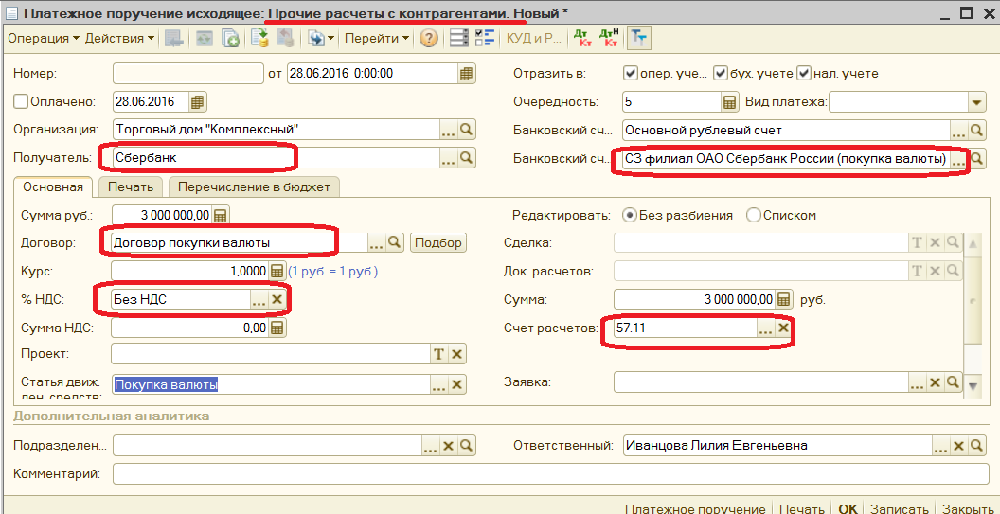 Платежное поручение исходящее: Прочие расчеты с контрагентами. Новый *
Операция Действия Перейти КУД и Р... Дт Кт Дт Н Кт Тт
Номер: от 28.06.2016 0:00:00 Отразить в: опер. уче... бух. учете нал. учете
Оплачено: 28.06.2016 Очередность: 5 Вид платежа:
Организация: Торговый дом "Комплексный" ... Банковский сч... Основной рублевый счет ...
Получатель: Сбербанк ... Банковский сч... СЗ филиал ОАО Сбербанк России (покупка валюты) ...
Основная Печать Перечисление в бюджет
Сумма руб.: 3 000 000,00 Редактировать: Без разбиения Списком
Договор: Договор покупки валюты ... Подбор Сделка: T
Курс: 1,0000 (1 руб. = 1 руб.) Док. расчетов: T
% НДС: Без НДС ... Сумма: 3 000 000,00 руб.
Сумма НДС: 0,00 Счет расчетов: 57.11 ...
Проект: T
Статья движ. ден. средств: Покупка валюты ... Заявка: ...
Дополнительная аналитика
Подразделен... ... Ответственный: Иванцова Лилия Евгеньевна ...
Комментарий:
Платежное поручение Печать OK Записать Закрыть